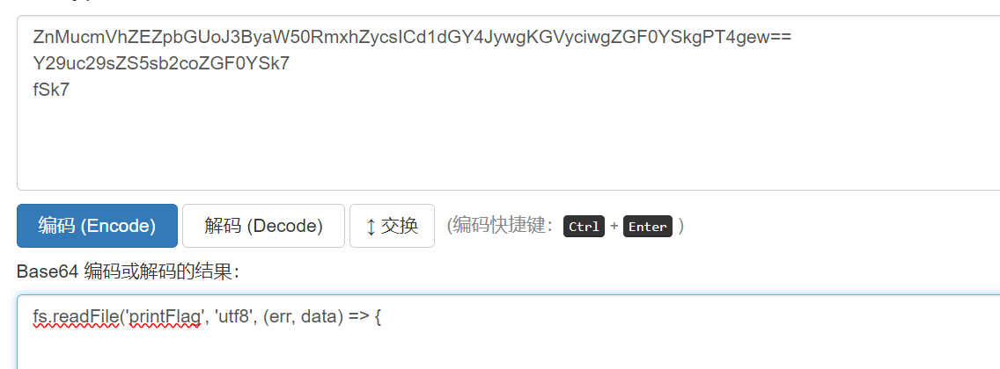 ZnMucmVhZEZpbGUoJ3ByaW50RmxhZycsICd1dGY4JywgKGVyciwgZGF0YSkgPT4gew==
Y29uc29sZS5sb2coZGF0YSk7
fSk7
编码 (Encode) 解码 (Decode) ↕ 交换 (编码快捷键： Ctrl + Enter )
Base64 编码或解码的结果：
fs.readFile('printFlag', 'utf8', (err, data) => {